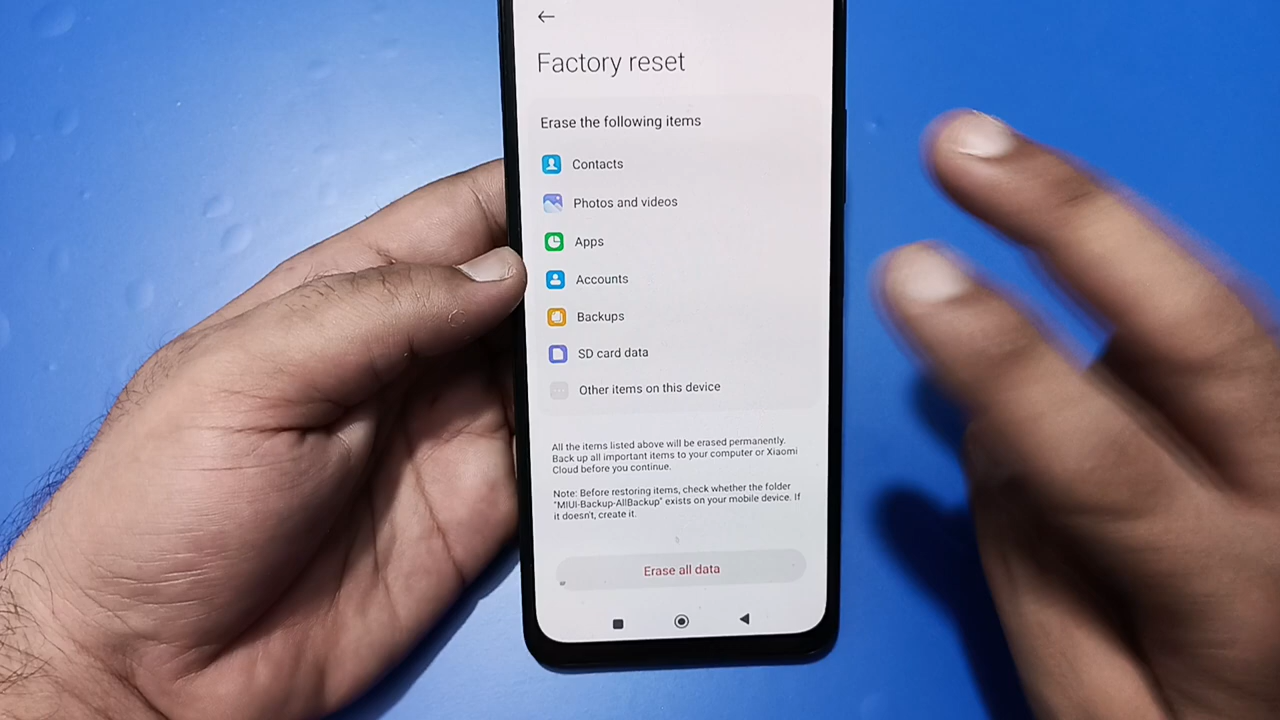 Factory reset
Erase the following items
Contacts
Photos and videos
Apps
Accounts
Backups
SD card data
Other items on this device
All the items listed above will be erased permanently.
Back up all important items to your computer or Xiaomi
Cloud before you continue.
Note: Before restoring items, check whether the folder
"MIUI-Backup-AllBackup" exists on your mobile device. If
it doesn't, create it.
Erase all data